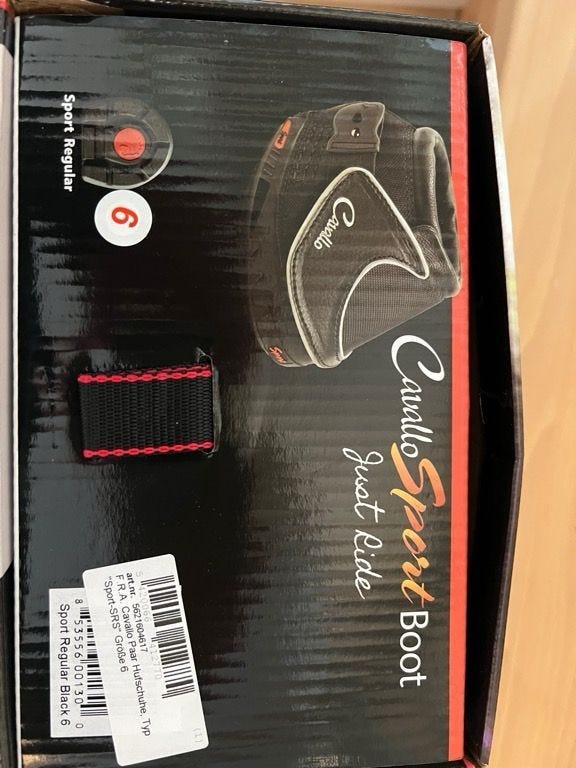 Cavallo Sport Boot
Just Ride
Cavallo
Sport
Sport Regular
6
art.nr. 5621604617
F.R.A. Cavallo Paar Hufschuhe, Typ
"Sport-SRS" Größe 6
(L)
8 53556 00130 0
Sport Regular Black 6